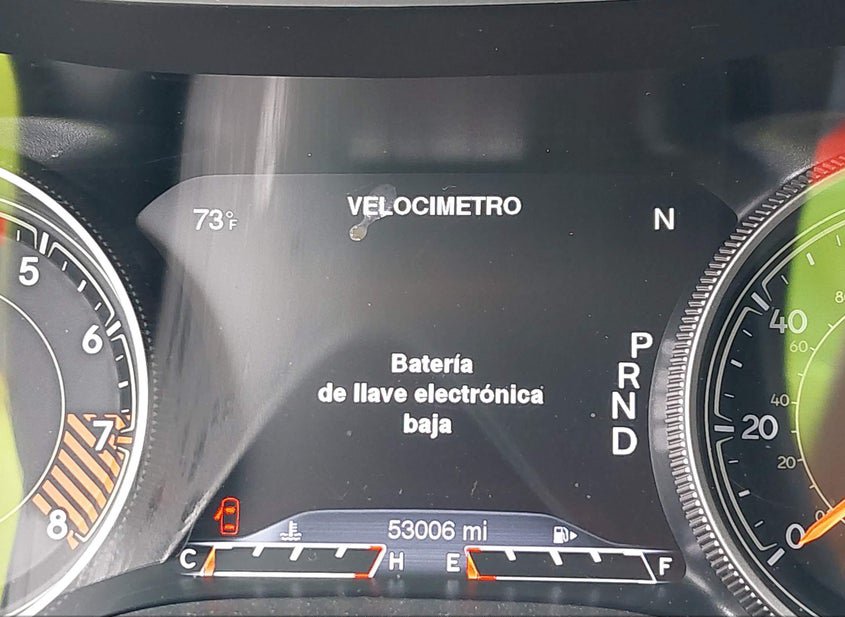 73°F
VELOCIMETRO
N
Batería
de llave electrónica
baja
P
R
N
D
53006 mi
C
H
E
F
5
6
7
8
40
20
0
60
40
20